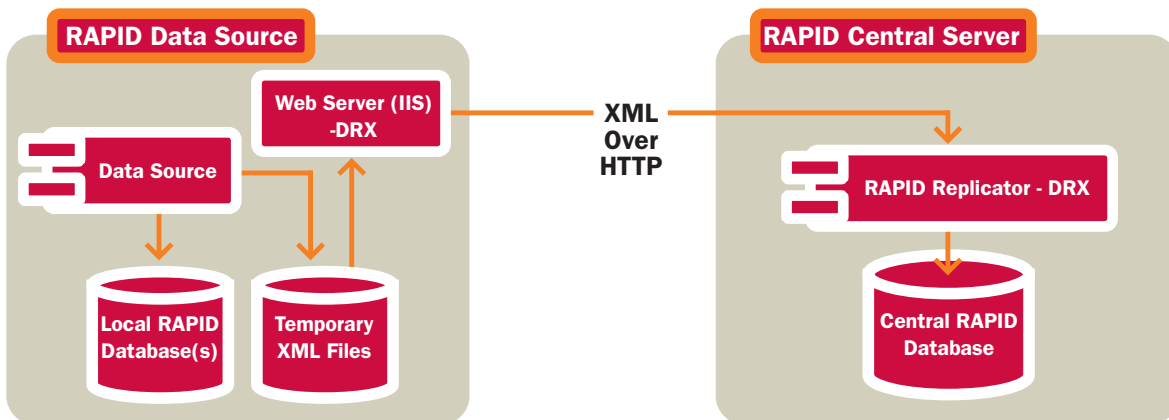 RAPID Data Source
Web Server (IIS)
-DRX
Data Source
Local RAPID
Database(s)
Temporary
XML Files
XML
Over
HTTP
RAPID Central Server
RAPID Replicator - DRX
Central RAPID
Database